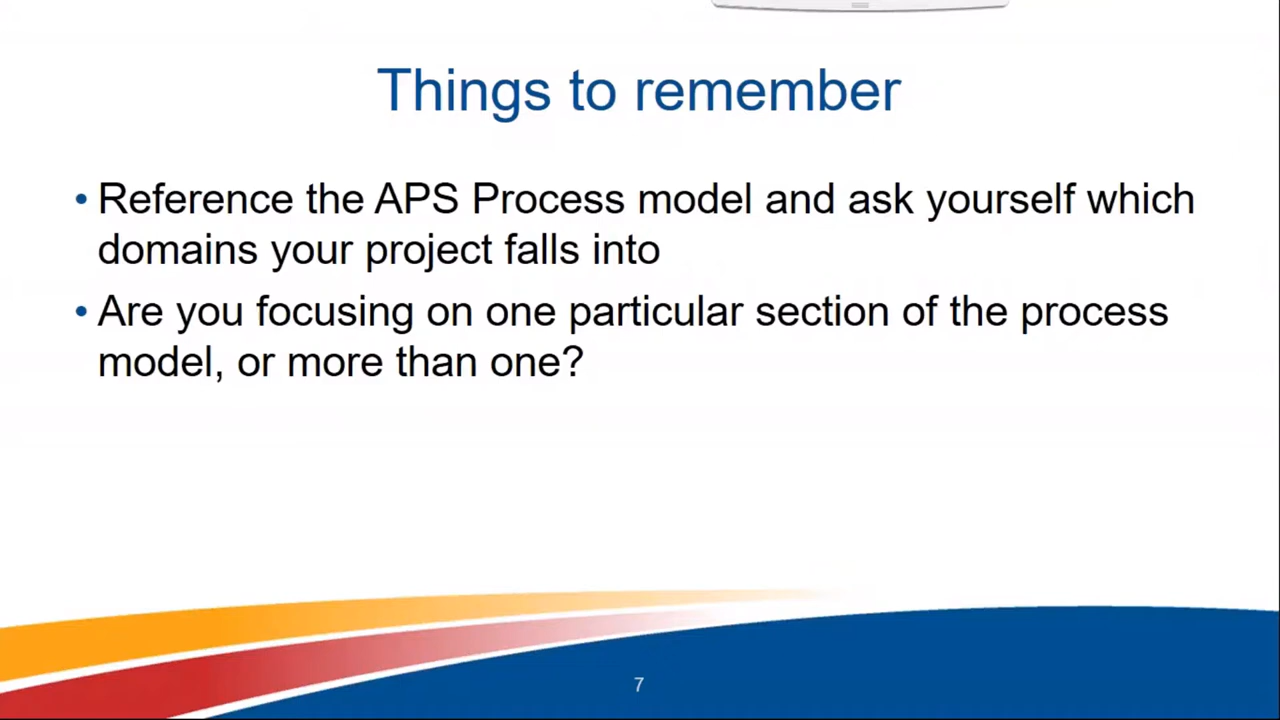 Things to remember
• Reference the APS Process model and ask yourself which
domains your project falls into
• Are you focusing on one particular section of the process
model, or more than one?
7